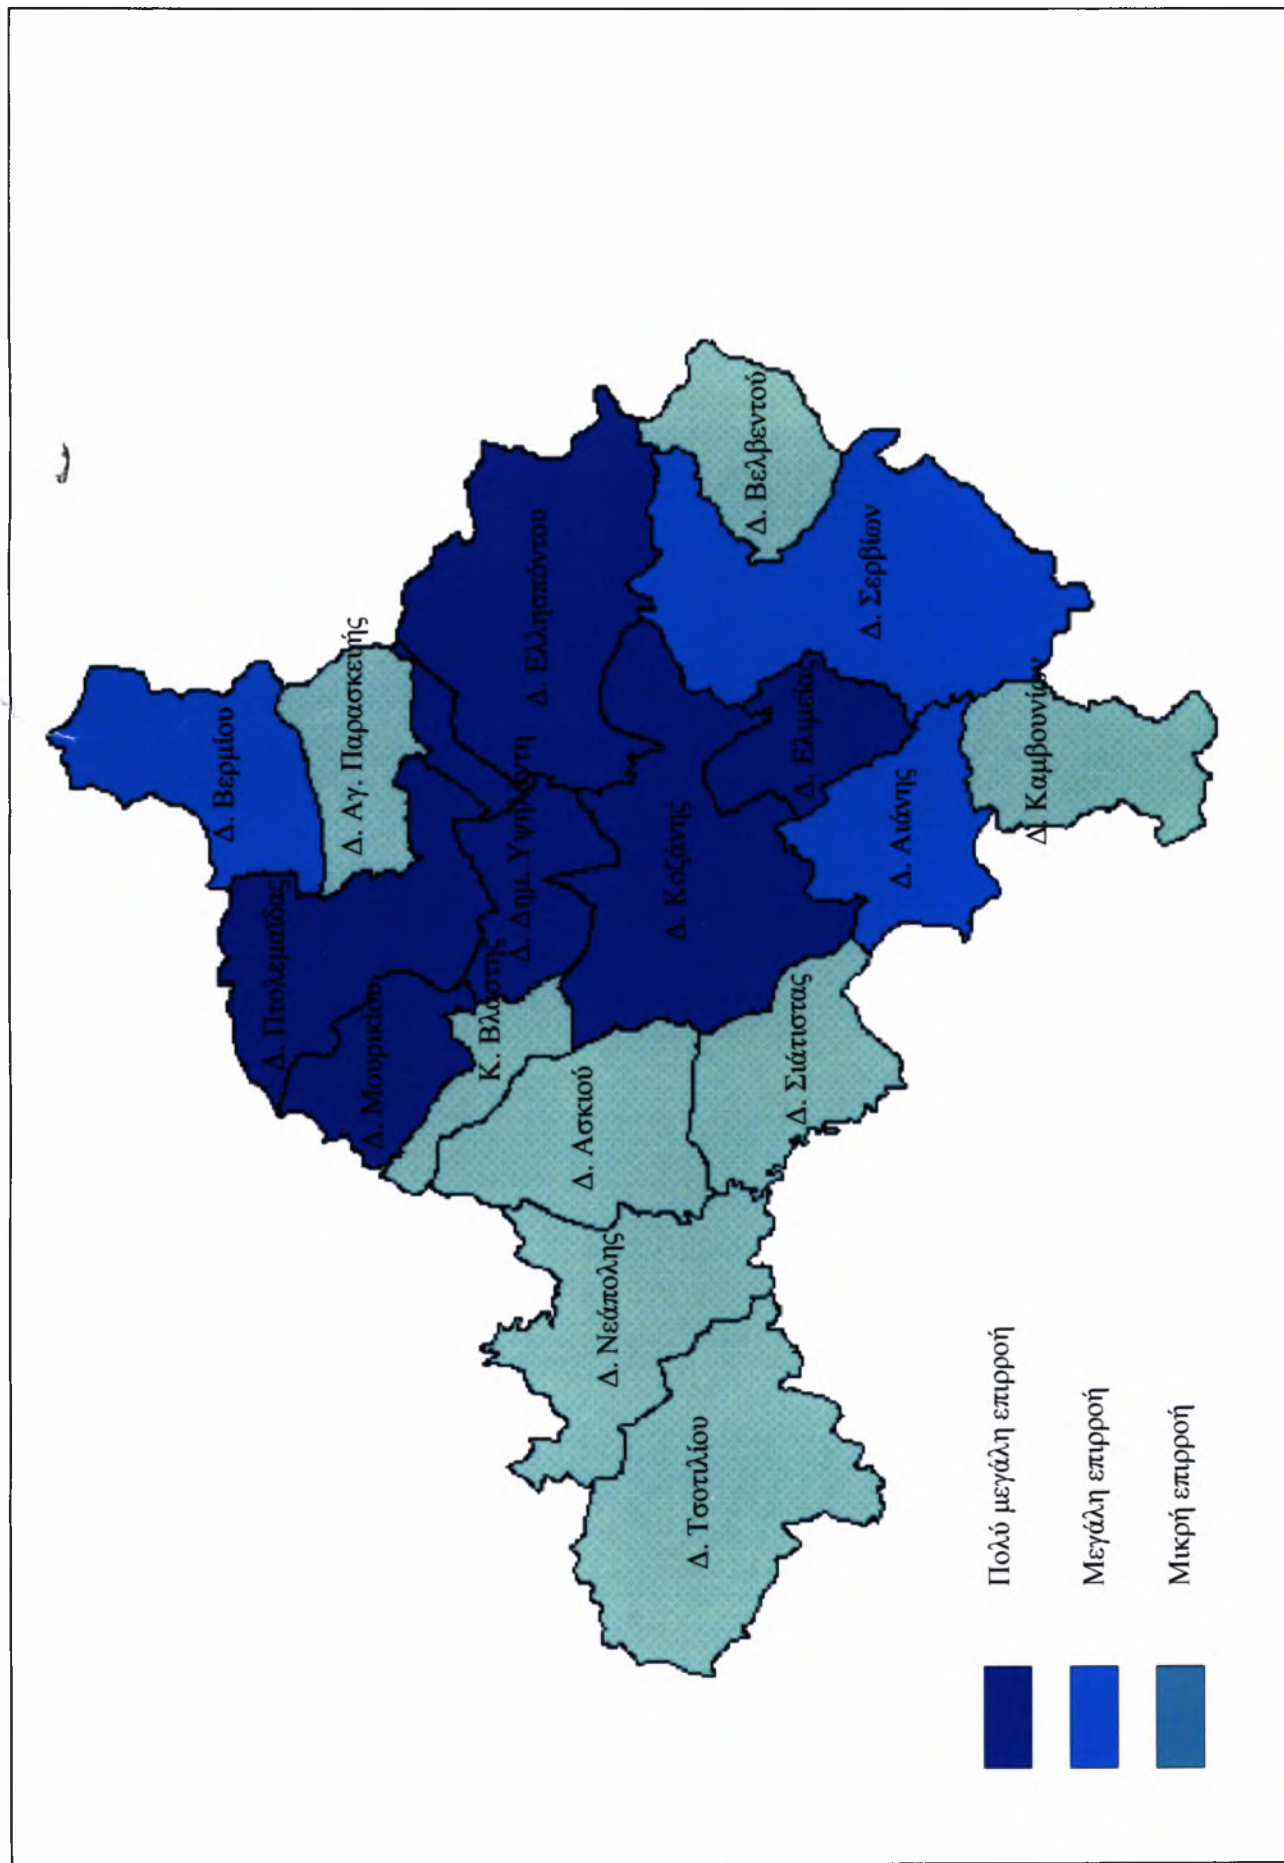 Δ. Βερμίου
Δ. Πτολεμαΐδας
Δ. Αγ. Παρασκευής
Δ. Μουρικίου
Κ. Βλάστης
Δ. Δημ. Υψηλάντη
Δ. Ελλησπόντου
Δ. Ασκιού
Δ. Νεάπολης
Δ. Κοζάνης
Δ. Τσοτιλίου
Δ. Βελβεντού
Δ. Σιάτιστας
Δ. Ελιμείας
Δ. Σερβίων
Δ. Αιάνης
Δ. Καμβουνίων
Πολύ μεγάλη επιρροή
Μεγάλη επιρροή
Μικρή επιρροή